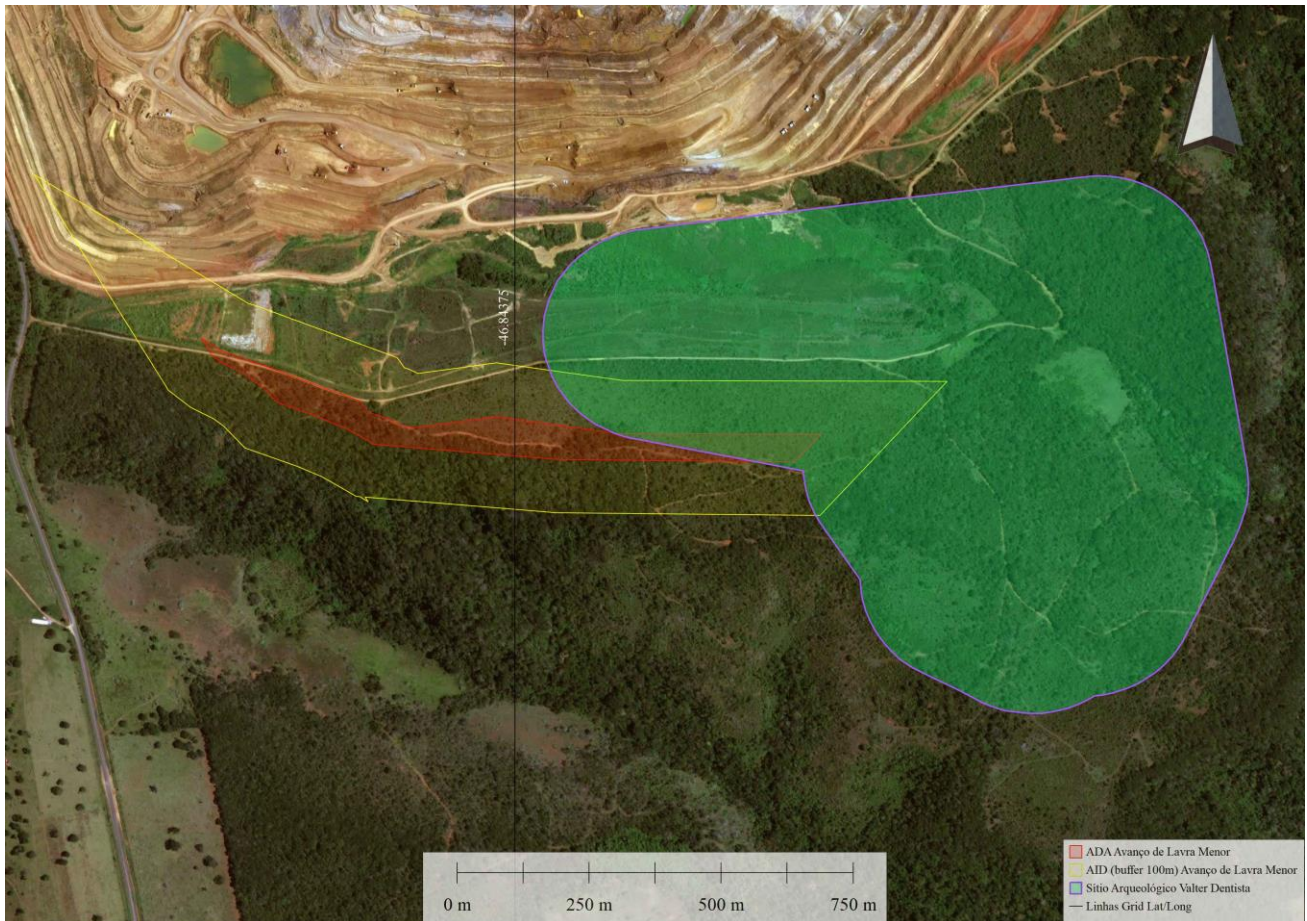 -46.84375
0 m 250 m 500 m 750 m
ADA Avanço de Lavra Menor
AID (buffer 100m) Avanço de Lavra Menor
Sitio Arqueológico Valter Dentista
Linhas Grid Lat/Long